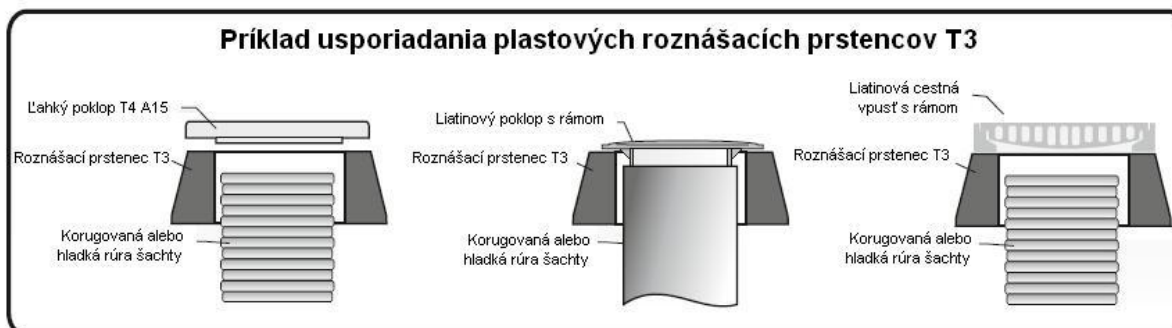 Príklad usporiadania plastových roznášacích prstencov T3
Ľahký poklop T4 A15
Roznášací prstenec T3
Korugovaná alebo
hladká rúra šachty
Liatinový poklop s rámom
Roznášací prstenec T3
Korugovaná alebo
hladká rúra šachty
Liatinová cestná
vpusť s rámom
Roznášací prstenec T3
Korugovaná alebo
hladká rúra šachty